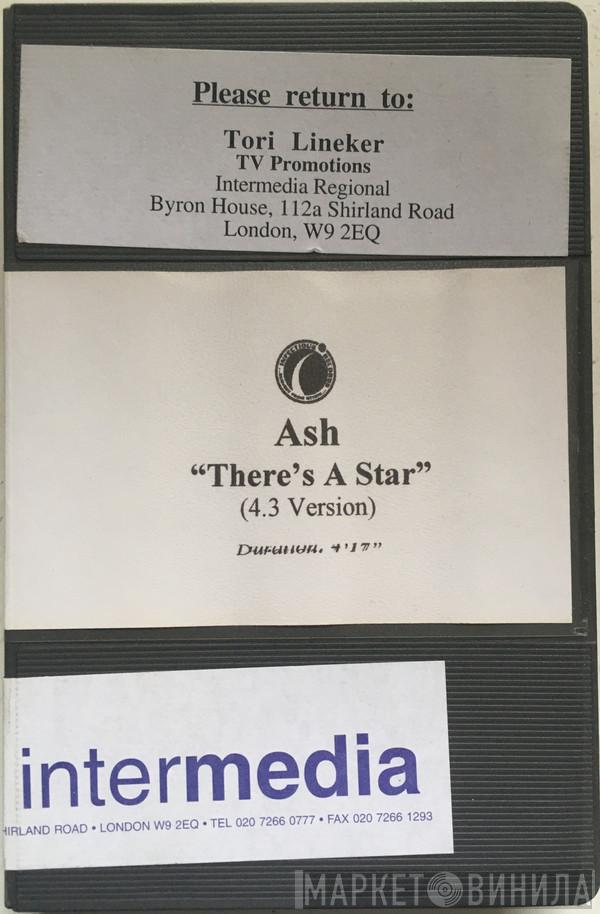 Please return to:
Tori Lineker
TV Promotions
Intermedia Regional
Byron House, 112a Shirland Road
London, W9 2EQ
INFECTIOUS RECORDS
Ash
“There’s A Star”
(4.3 Version)
Duration. 4'17”
intermedia
HIRLAND ROAD • LONDON W9 2EQ • TEL 020 7266 0777 • FAX 020 7266 1293
МАРКЕТ ВИНИЛА